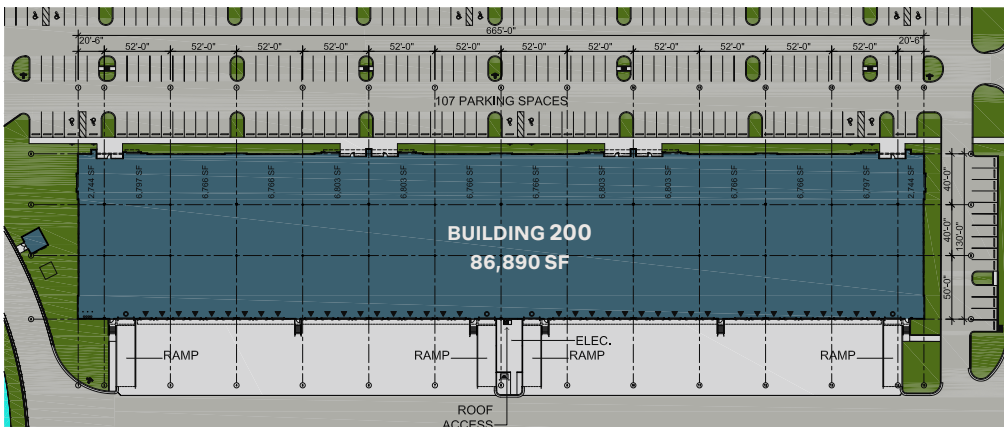 665'-0"
20'-6" 52'-0" 52'-0" 52'-0" 52'-0" 52'-0" 52'-0" 52'-0" 52'-0" 52'-0" 52'-0" 52'-0" 52'-0" 20'-6"
107 PARKING SPACES
2,744 SF 6,797 SF 6,766 SF 6,766 SF 6,803 SF 6,803 SF 6,766 SF 6,766 SF 6,803 SF 6,803 SF 6,766 SF 6,766 SF 6,797 SF 2,744 SF
40'-0"
40'-0"
130'-0"
50'-0"
BUILDING 200
86,890 SF
ELEC.
RAMP RAMP RAMP RAMP
ROOF
ACCESS